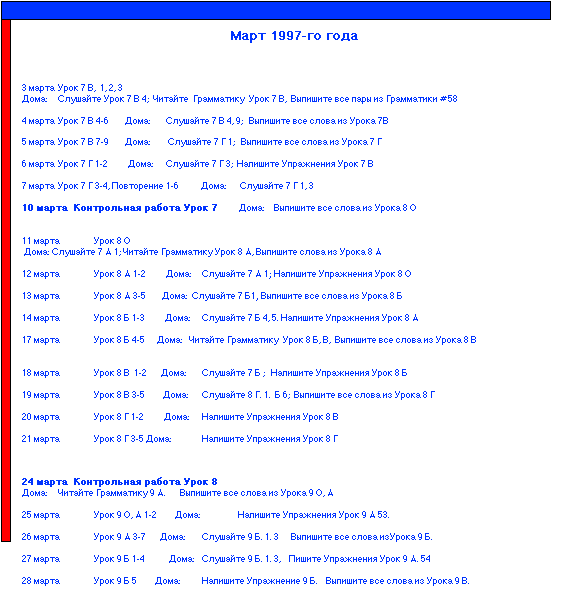 Март 1997-го года
3 марта Урок 7 В, 1, 2, 3
Дома: Слушайте Урок 7 В 4; Читайте Грамматику Урок 7 В, Выпишите все пары из Грамматики #58
4 марта Урок 7 В 4-6 Дома: Слушайте 7 В 4, 9; Выпишите все слова из Урока 7В
5 марта Урок 7 В 7-9 Дома: Слушайте 7 Г 1; Выпишите все слова из Урока 7 Г
6 марта Урок 7 Г 1-2 Дома: Слушайте 7 Г 3; Напишите Упражнения Урок 7 В
7 марта Урок 7 Г 3-4, Повторение 1-6 Дома: Слушайте 7 Г 1, 3
10 марта Контрольная работа Урок 7 Дома: Выпишите все слова из Урока 8 О
11 марта Урок 8 О
Дома: Слушайте 7 А 1; Читайте Грамматику Урок 8 А, Выпишите слова из Урока 8 А
12 марта Урок 8 А 1-2 Дома: Слушайте 7 А 1; Напишите Упражнения Урок 8 О
13 марта Урок 8 А 3-5 Дома: Слушайте 7 Б1, Выпишите все слова из Урока 8 Б
14 марта Урок 8 Б 1-3 Дома: Слушайте 7 Б 4, 5. Напишите Упражнения Урок 8 А
17 марта Урок 8 Б 4-5 Дома: Читайте Грамматику Урок 8 Б, В, Выпишите все слова из Урока 8 В
18 марта Урок 8 В 1-2 Дома: Слушайте 7 Б ; Напишите Упражнения Урок 8 Б
19 марта Урок 8 В 3-5 Дома: Слушайте 8 Г. 1. Б 6; Выпишите все слова из Урока 8 Г
20 марта Урок 8 Г 1-2 Дома: Напишите Упражнения Урок 8 В
21 марта Урок 8 Г 3-5 Дома: Напишите Упражнения Урок 8 Г
24 марта Контрольная работа Урок 8
Дома: Читайте Грамматику 9 А. Выпишите все слова из Урока 9 О, А
25 марта Урок 9 О, А 1-2 Дома: Напишите Упражнения Урок 9 А 53.
26 марта Урок 9 А 3-7 Дома: Слушайте 9 Б. 1. 3 Выпишите все слова изУрока 9 Б.
27 марта Урок 9 Б 1-4 Дома: Слушайте 9 Б. 1. 3, Пишите Упражнения Урок 9 А. 54
28 марта Урок 9 Б 5 Дома: Напишите Упражнение 9 Б. Выпишите все слова из Урока 9 В.